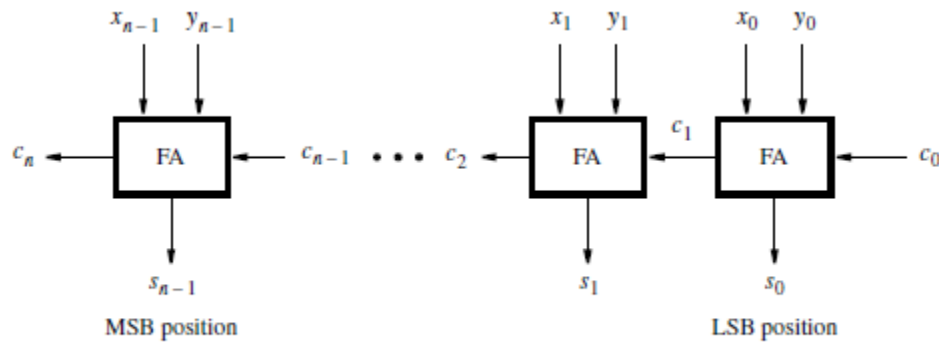 x_{n-1} y_{n-1} x_1 y_1 x_0 y_0
c_n FA c_{n-1} • • • c_2 FA c_1 FA c_0
s_{n-1} s_1 s_0
MSB position LSB position